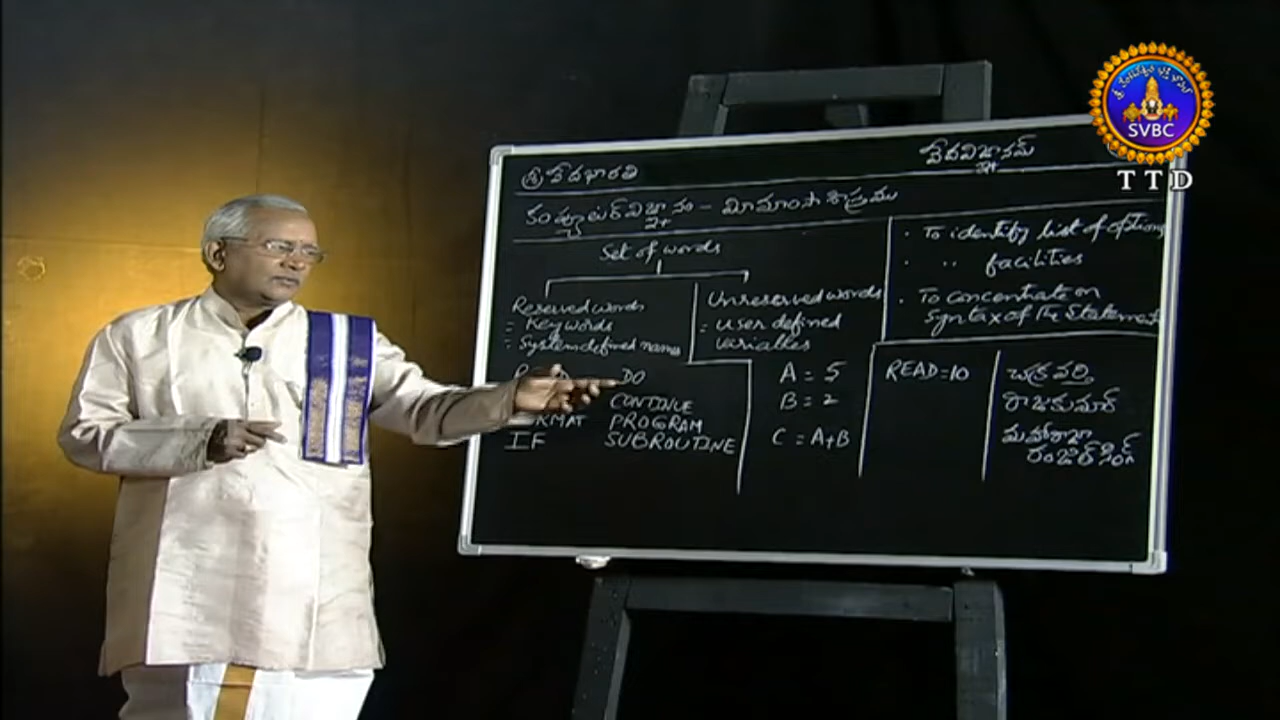 శ్రీ వేదభారతి
వేదవిజ్ఞానమ్
కంప్యూటర్ విజ్ఞానం - మీమాంసా శాస్త్రము
Set of words
Reserved words
= Key words
= System defined names
DO
CONTINUE
PROGRAM
IF SUBROUTINE
Unreserved words
= User defined
variables
A = 5
B = 2
C = A+B
• To identify list of options
• " facilities
• To concentrate on
Syntax of the Statement
READ=10
చక్రవర్తి
రాజకుమార్
మహారాజా
రంజిత్ సింగ్
SVBC
TTD